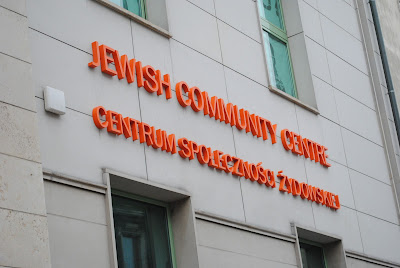 JEWISH COMMUNITY CENTRE
CENTRUM SPOŁECZNOŚCI ŻYDOWSKIEJ